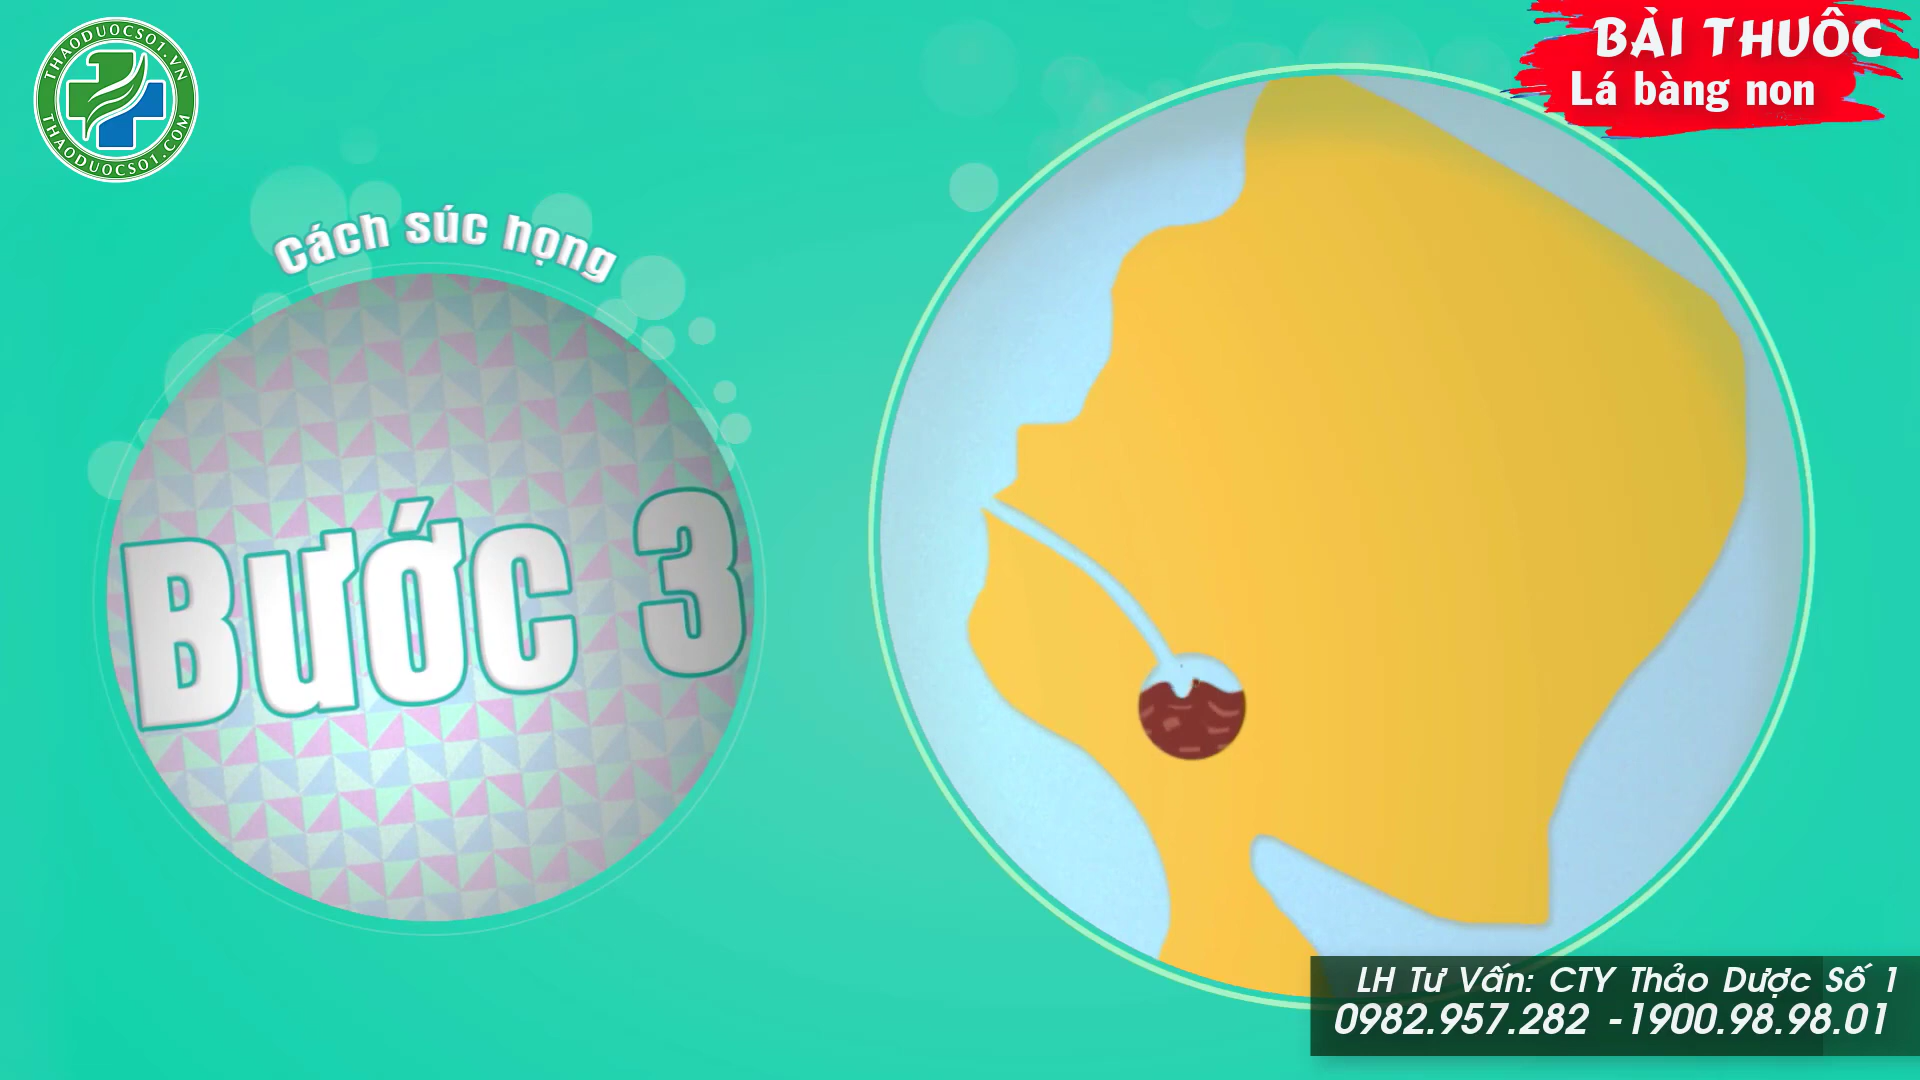 THAODUOCSO1.VN
THAODUOCSO1.COM
BÀI THUỐC
Lá bàng non
Cách súc họng
Bước 3
LH Tư Vấn: CTY Thảo Dược Số 1
0982.957.282 -1900.98.98.01